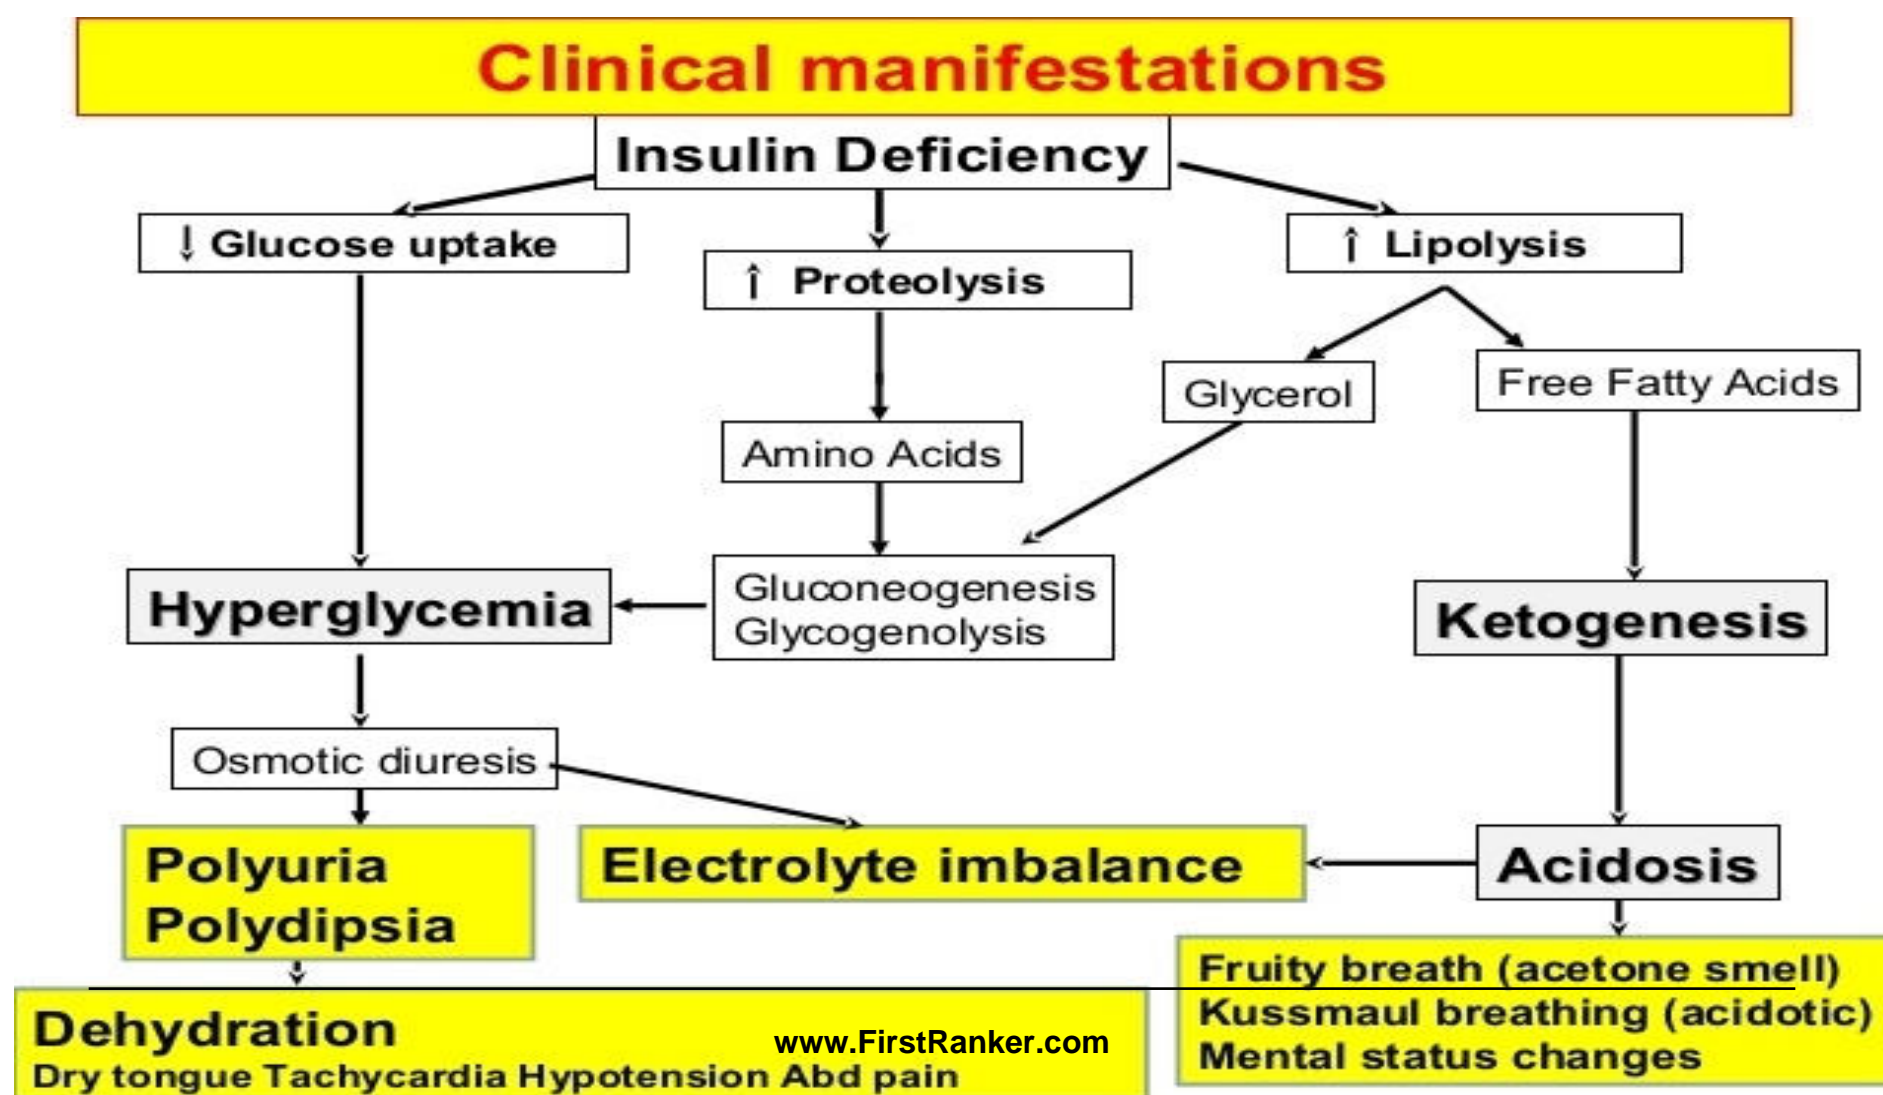 Clinical manifestations
Insulin Deficiency
↓ Glucose uptake
↑ Proteolysis
↑ Lipolysis
Glycerol
Free Fatty Acids
Amino Acids
Gluconeogenesis
Glycogenolysis
Hyperglycemia
Ketogenesis
Osmotic diuresis
Polyuria
Polydipsia
Electrolyte imbalance
Acidosis
Fruity breath (acetone smell)
Kussmaul breathing (acidotic)
Mental status changes
Dehydration
Dry tongue Tachycardia Hypotension Abd pain
www.FirstRanker.com